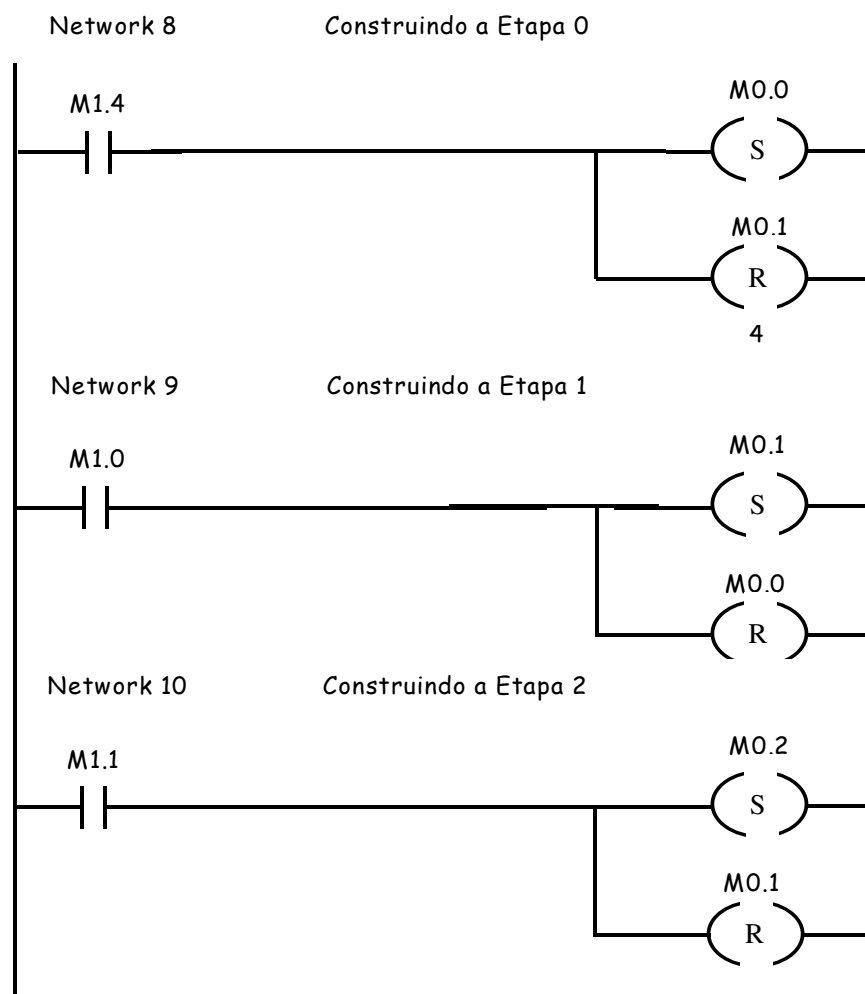 Network 8 Construindo a Etapa 0
M1.4
M0.0
S
M0.1
R
4
Network 9 Construindo a Etapa 1
M1.0
M0.1
S
M0.0
R
Network 10 Construindo a Etapa 2
M1.1
M0.2
S
M0.1
R